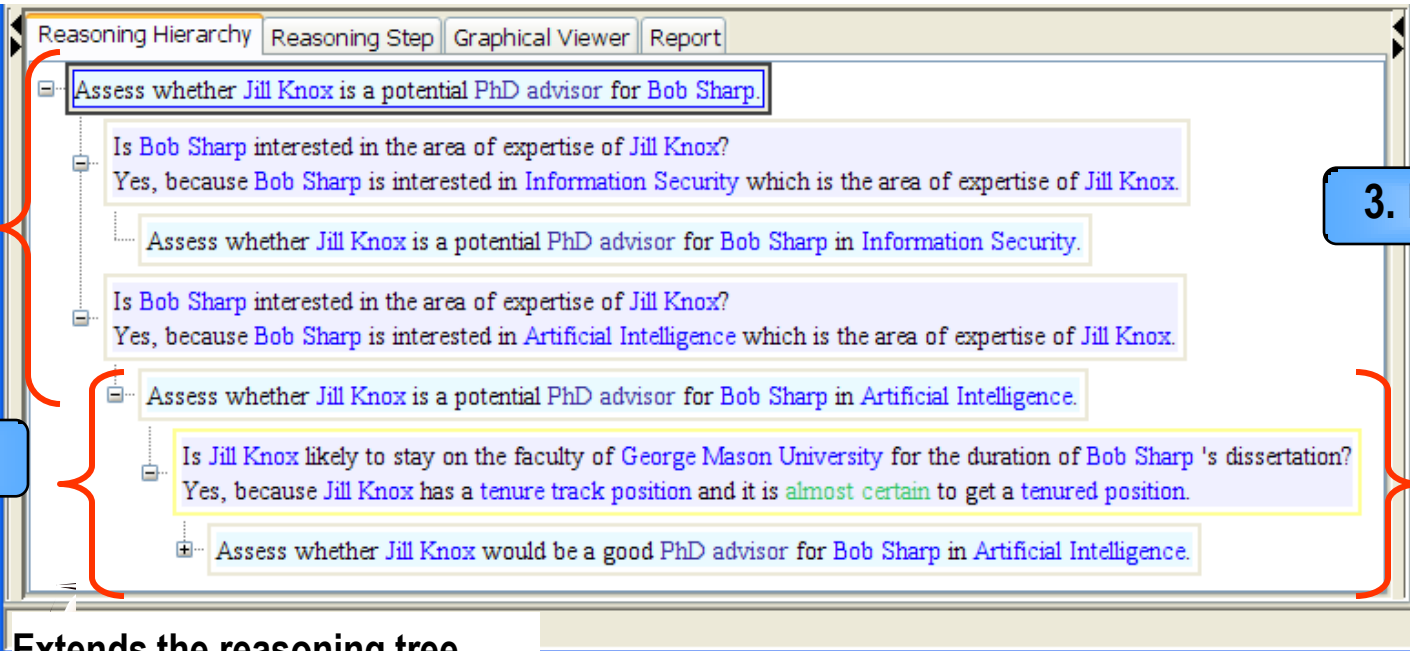 Reasoning Hierarchy Reasoning Step Graphical Viewer Report
Assess whether Jill Knox is a potential PhD advisor for Bob Sharp.
Is Bob Sharp interested in the area of expertise of Jill Knox?
Yes, because Bob Sharp is interested in Information Security which is the area of expertise of Jill Knox.
3.
Assess whether Jill Knox is a potential PhD advisor for Bob Sharp in Information Security.
Is Bob Sharp interested in the area of expertise of Jill Knox?
Yes, because Bob Sharp is interested in Artificial Intelligence which is the area of expertise of Jill Knox.
Assess whether Jill Knox is a potential PhD advisor for Bob Sharp in Artificial Intelligence.
Is Jill Knox likely to stay on the faculty of George Mason University for the duration of Bob Sharp 's dissertation?
Yes, because Jill Knox has a tenure track position and it is almost certain to get a tenured position.
Assess whether Jill Knox would be a good PhD advisor for Bob Sharp in Artificial Intelligence.
Extends the reasoning tree